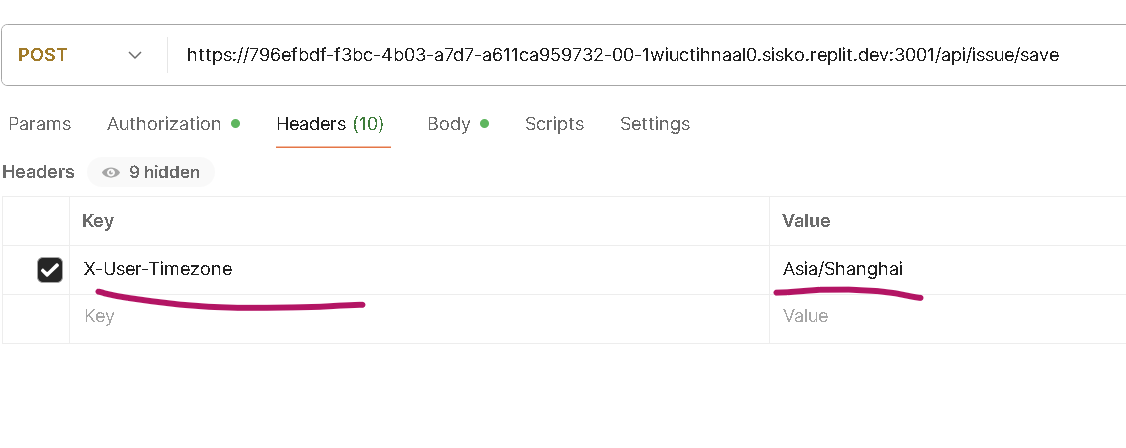 POST https://796efbdf-f3bc-4b03-a7d7-a611ca959732-00-1wiuctihnaal0.sisko.replit.dev:3001/api/issue/save
Params Authorization Headers (10) Body Scripts Settings
Headers 9 hidden
Key Value
X-User-Timezone Asia/Shanghai
Key Value